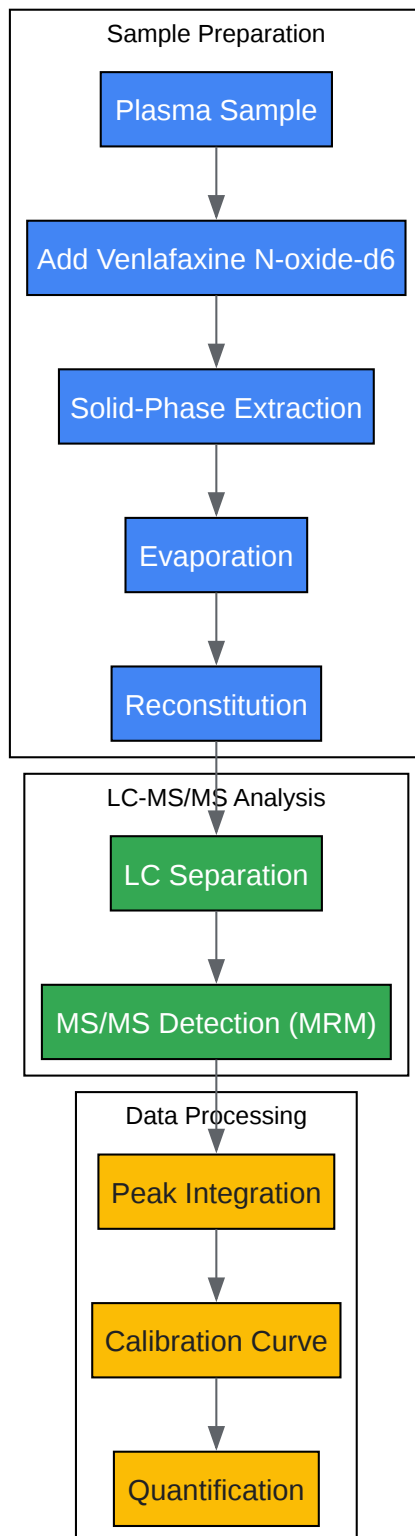 Sample Preparation
Plasma Sample
Add Venlafaxine N-oxide-d6
Solid-Phase Extraction
Evaporation
Reconstitution
LC-MS/MS Analysis
LC Separation
MS/MS Detection (MRM)
Data Processing
Peak Integration
Calibration Curve
Quantification